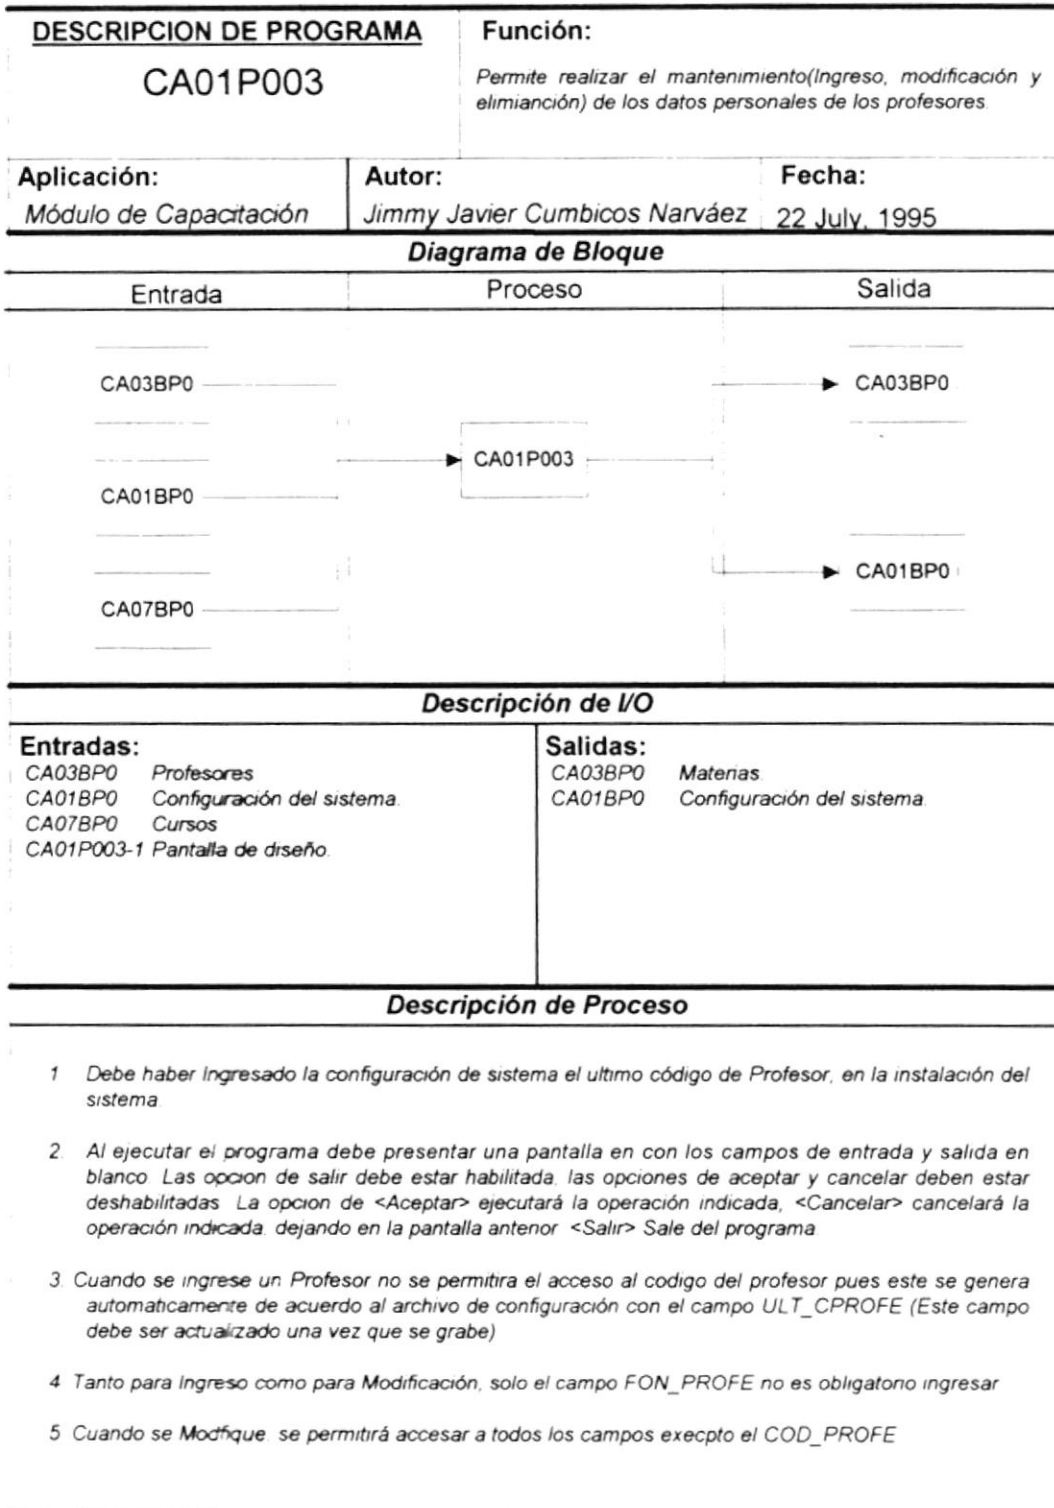 DESCRIPCION DE PROGRAMA
CA01P003
Función:
Permite realizar el mantenimiento(Ingreso, modificación y
elimianción) de los datos personales de los profesores.
Aplicación:
Módulo de Capacitación
Autor:
Jimmy Javier Cumbicos Narváez
Fecha:
22 July, 1995
Diagrama de Bloque
Entrada
Proceso
Salida
CA03BP0
CA01BP0
CA07BP0
CA01P003
CA03BP0
CA01BP0
Descripción de I/O
Entradas:
CA03BP0 Profesores
CA01BP0 Configuración del sistema.
CA07BP0 Cursos
CA01P003-1 Pantalla de diseño.
Salidas:
CA03BP0 Materias.
CA01BP0 Configuración del sistema.
Descripción de Proceso
1 Debe haber Ingresado la configuración de sistema el ultimo código de Profesor, en la instalación del
sistema.
2. Al ejecutar el programa debe presentar una pantalla en con los campos de entrada y salida en
blanco. Las opcion de salir debe estar habilitada, las opciones de aceptar y cancelar deben estar
deshabilitadas. La opcion de <Aceptar> ejecutará la operación indicada, <Cancelar> cancelará la
operación indicada, dejando en la pantalla anterior. <Salir> Sale del programa
3. Cuando se ingrese un Profesor no se permitira el acceso al codigo del profesor pues este se genera
automaticamente de acuerdo al archivo de configuración con el campo ULT_CPROFE (Este campo
debe ser actualizado una vez que se grabe)
4 Tanto para Ingreso como para Modificación, solo el campo FON_PROFE no es obligatorio ingresar
5 Cuando se Modfique, se permitirá accesar a todos los campos execpto el COD_PROFE